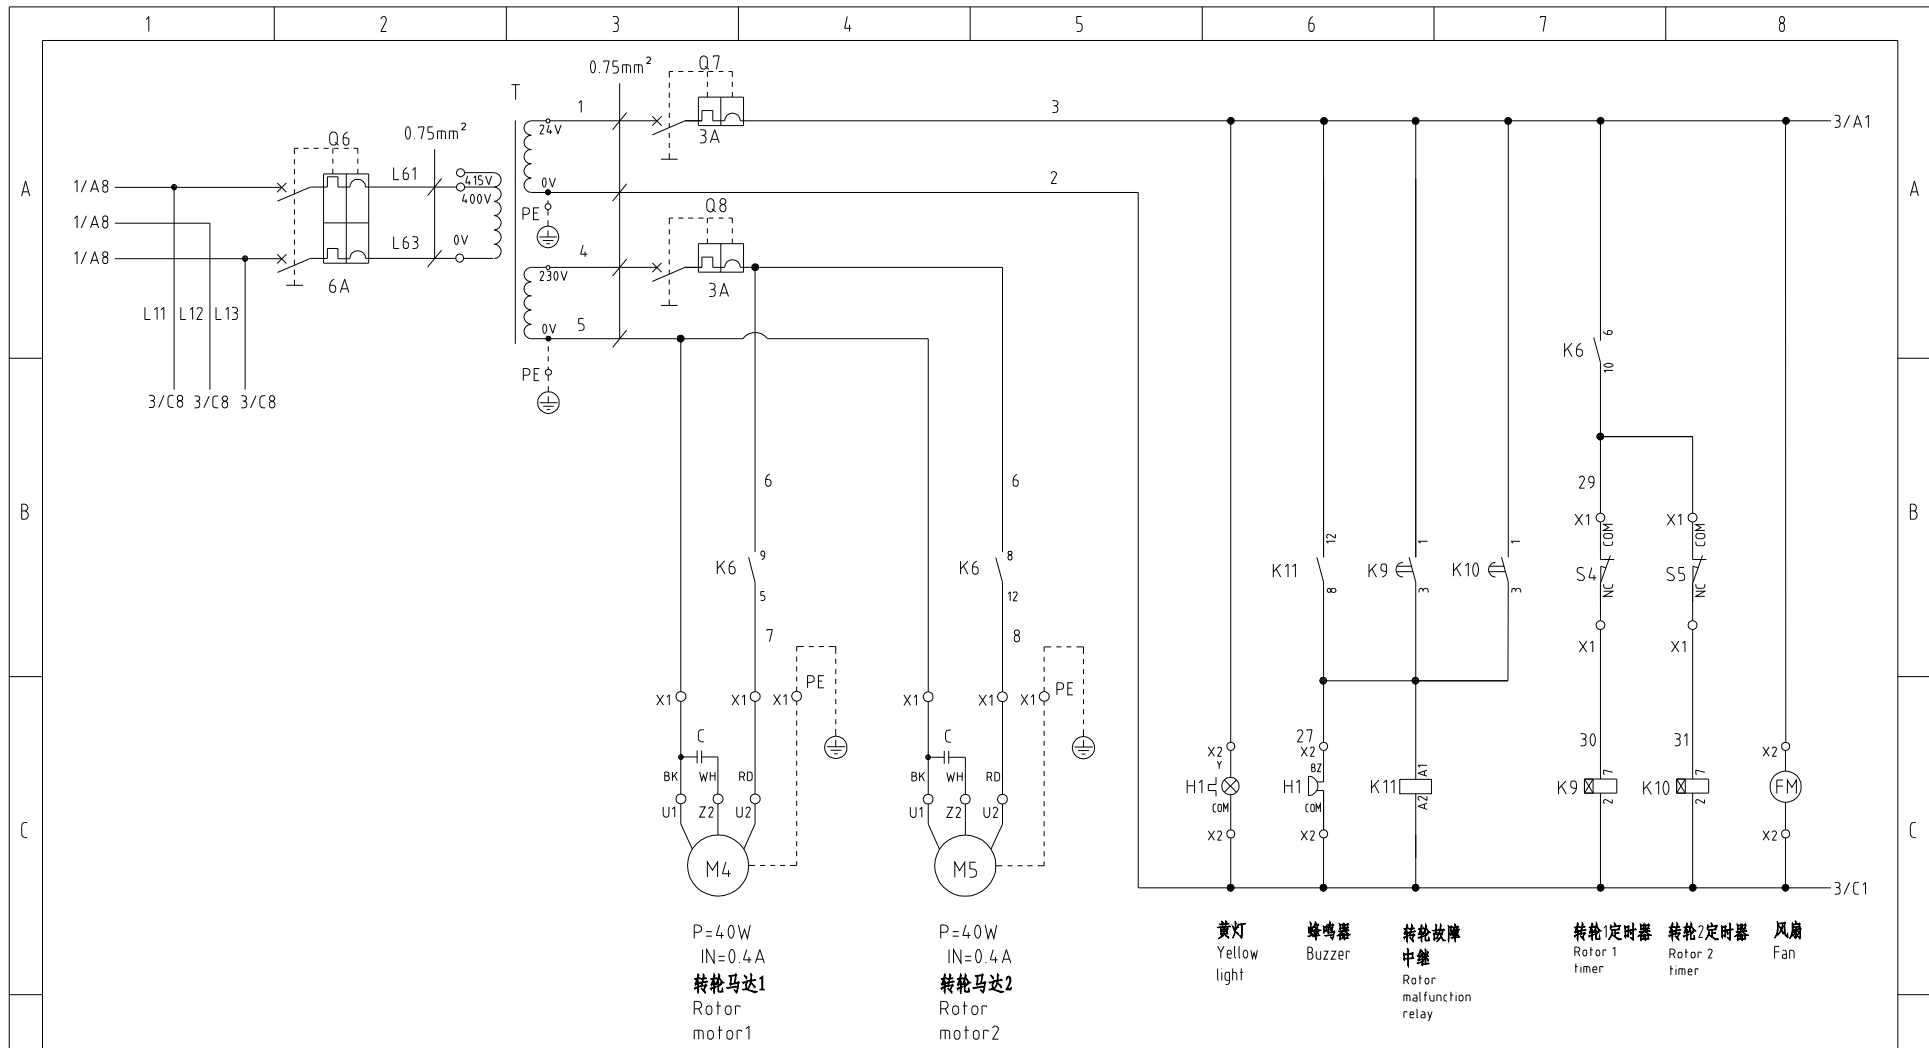 1 2 3 4 5 6 7 8
0.75mm²
Q7
T
1
3
24V
3A
3/A1
0.75mm²
Q6
A
1/A8
L61
415V
400V
0V
2
A
1/A8
PE
Q8
1/A8
L63
0V
4
230V
3A
6A
L11 L12 L13
0V
5
K6
6
10
PE
3/C8 3/C8 3/C8
6
6
29
B
B
X1
X1
COM
COM
12
1
1
K6
9
K6
8
K11
K9
K10
S4
S5
5
12
8
3
3
NC
NC
7
8
X1
X1
X1 X1 X1 PE
X1 X1 X1 PE
C
C
27
30
31
X2
Y
X2
BZ
X2
BK WH RD
BK WH RD
H1
H1
K11
A1
A2
K9
7
2
K10
7
2
FM
COM
COM
U1 Z2 U2
U1 Z2 U2
C
X2
X2
X2
C
M4
M5
3/C1
P=40W
IN=0.4A
转轮马达1
Rotor
motor1
P=40W
IN=0.4A
转轮马达2
Rotor
motor2
黄灯
Yellow
light
蜂鸣器
Buzzer
转轮故障
中继
Rotor
malfunction
relay
转轮1定时器
Rotor 1
timer
转轮2定时器
Rotor 2
timer
风扇
Fan